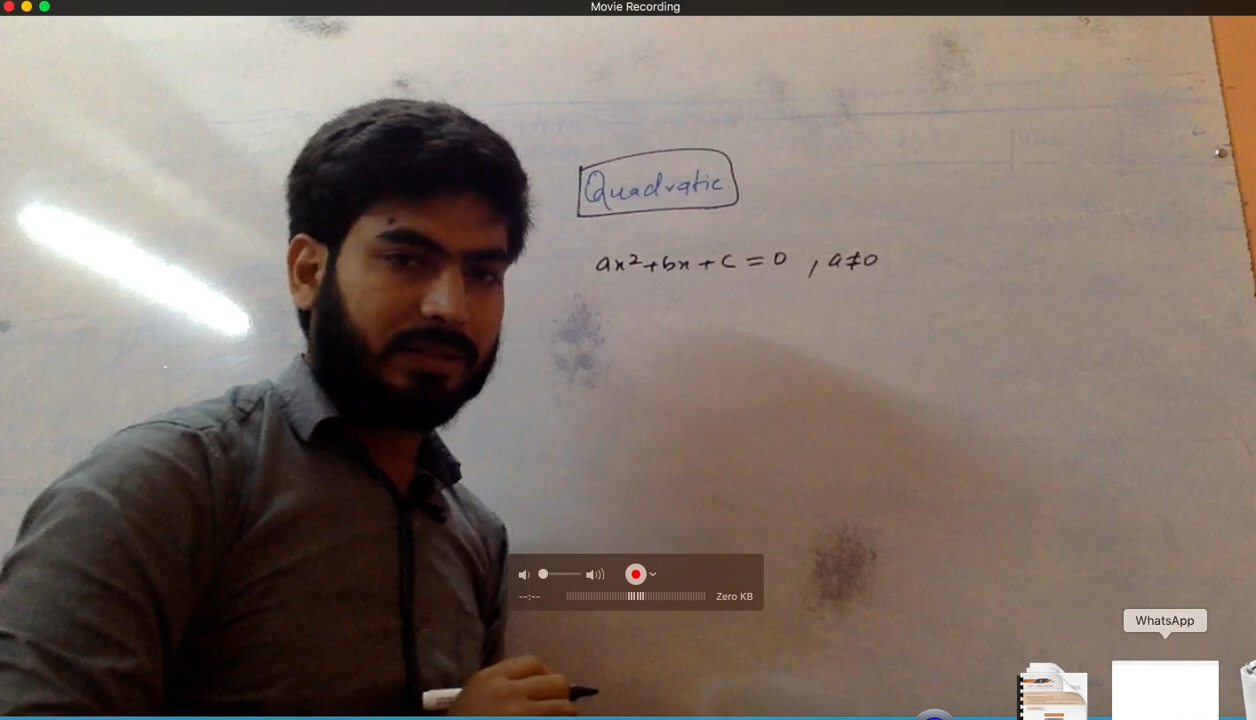 Movie Recording
Quadratic
ax²+bx+c=0 , a≠0
--:-- Zero KB
WhatsApp